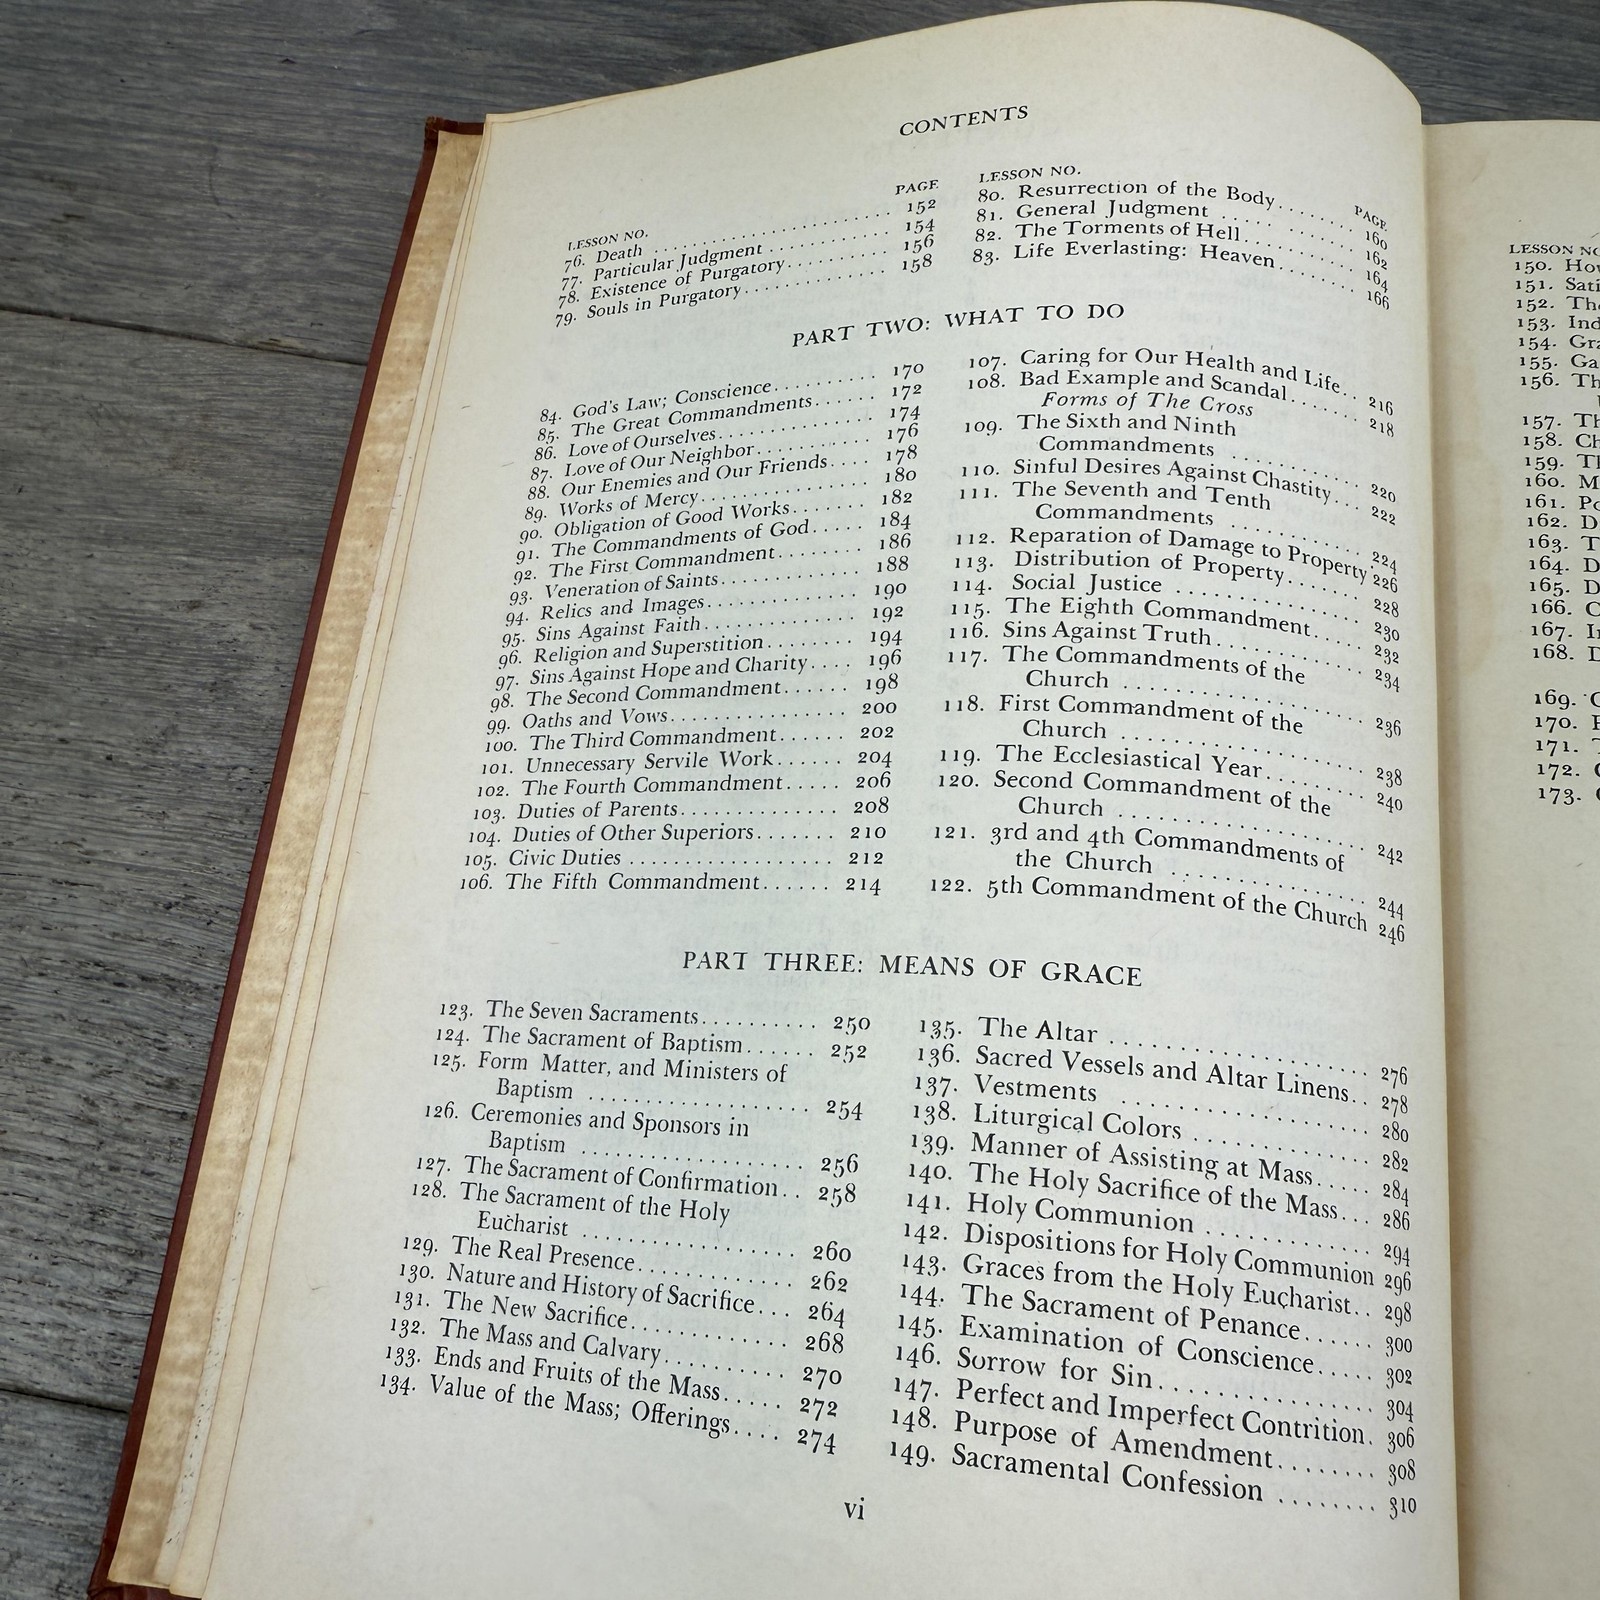 CONTENTS
LESSON NO. PAGE
76. Death 152
77. Particular Judgment 154
78. Existence of Purgatory 156
79. Souls in Purgatory 158
LESSON NO. PAGE
80. Resurrection of the Body 160
81. General Judgment 162
82. The Torments of Hell 164
83. Life Everlasting: Heaven 166
PART TWO: WHAT TO DO
84. God's Law; Conscience 170
85. The Great Commandments 172
86. Love of Ourselves 174
87. Love of Our Neighbor 176
88. Our Enemies and Our Friends 178
89. Works of Mercy 180
90. Obligation of Good Works 182
91. The Commandments of God 184
92. The First Commandment 186
93. Veneration of Saints 188
94. Relics and Images 190
95. Sins Against Faith 192
96. Religion and Superstition 194
97. Sins Against Hope and Charity 196
98. The Second Commandment 198
99. Oaths and Vows 200
100. The Third Commandment 202
101. Unnecessary Servile Work 204
102. The Fourth Commandment 206
103. Duties of Parents 208
104. Duties of Other Superiors 210
105. Civic Duties 212
106. The Fifth Commandment 214
107. Caring for Our Health and Life 216
108. Bad Example and Scandal 218
Forms of The Cross
109. The Sixth and Ninth
Commandments 220
110. Sinful Desires Against Chastity 222
111. The Seventh and Tenth
Commandments 224
112. Reparation of Damage to Property 226
113. Distribution of Property 228
114. Social Justice 230
115. The Eighth Commandment 232
116. Sins Against Truth 234
117. The Commandments of the
Church 236
118. First Commandment of the
Church 238
119. The Ecclesiastical Year 240
120. Second Commandment of the
Church 242
121. 3rd and 4th Commandments of
the Church 244
122. 5th Commandment of the Church 246
PART THREE: MEANS OF GRACE
123. The Seven Sacraments 250
124. The Sacrament of Baptism 252
125. Form Matter, and Ministers of
Baptism 254
126. Ceremonies and Sponsors in
Baptism 256
127. The Sacrament of Confirmation 258
128. The Sacrament of the Holy
Eucharist 260
129. The Real Presence 262
130. Nature and History of Sacrifice 264
131. The New Sacrifice 268
132. The Mass and Calvary 270
133. Ends and Fruits of the Mass 272
134. Value of the Mass; Offerings 274
135. The Altar 276
136. Sacred Vessels and Altar Linens 278
137. Vestments 280
138. Liturgical Colors 282
139. Manner of Assisting at Mass 284
140. The Holy Sacrifice of the Mass 286
141. Holy Communion 294
142. Dispositions for Holy Communion 296
143. Graces from the Holy Eucharist 298
144. The Sacrament of Penance 300
145. Examination of Conscience 302
146. Sorrow for Sin 304
147. Perfect and Imperfect Contrition 306
148. Purpose of Amendment 308
149. Sacramental Confession 310
vi
LESSON NO
150.
151.
152.
153.
154.
155.
156.
157.
158.
159.
160.
161.
162.
163.
164.
165.
166.
167.
168.
169.
170.
171.
172.
173.